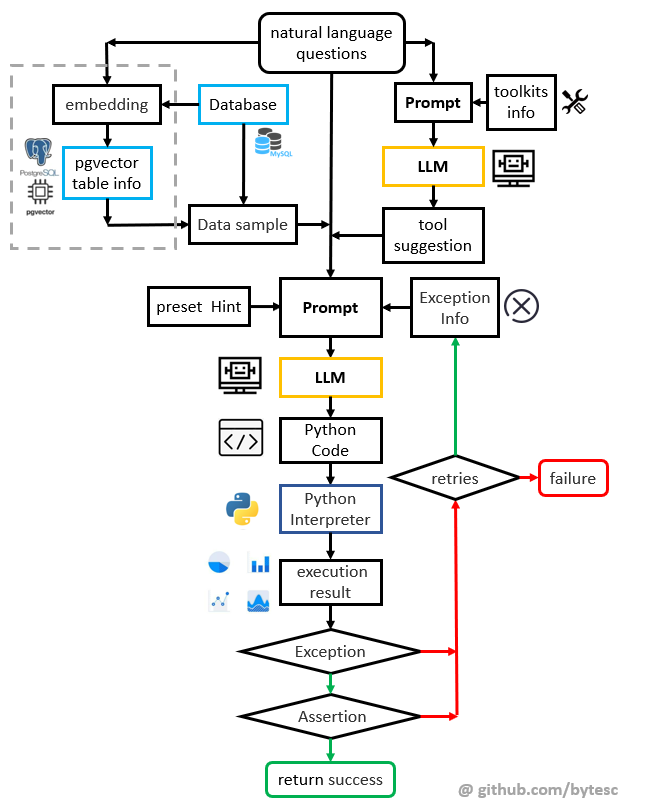 natural language
questions
embedding
Database
Prompt
toolkits
info
PostgreSQL
pgvector
pgvector
table info
MySQL
LLM
Data sample
tool
suggestion
preset Hint
Prompt
Exception
Info
LLM
</>
Python
Code
retries
failure
Python
Interpreter
execution
result
Exception
Assertion
return success
@ github.com/bytesc